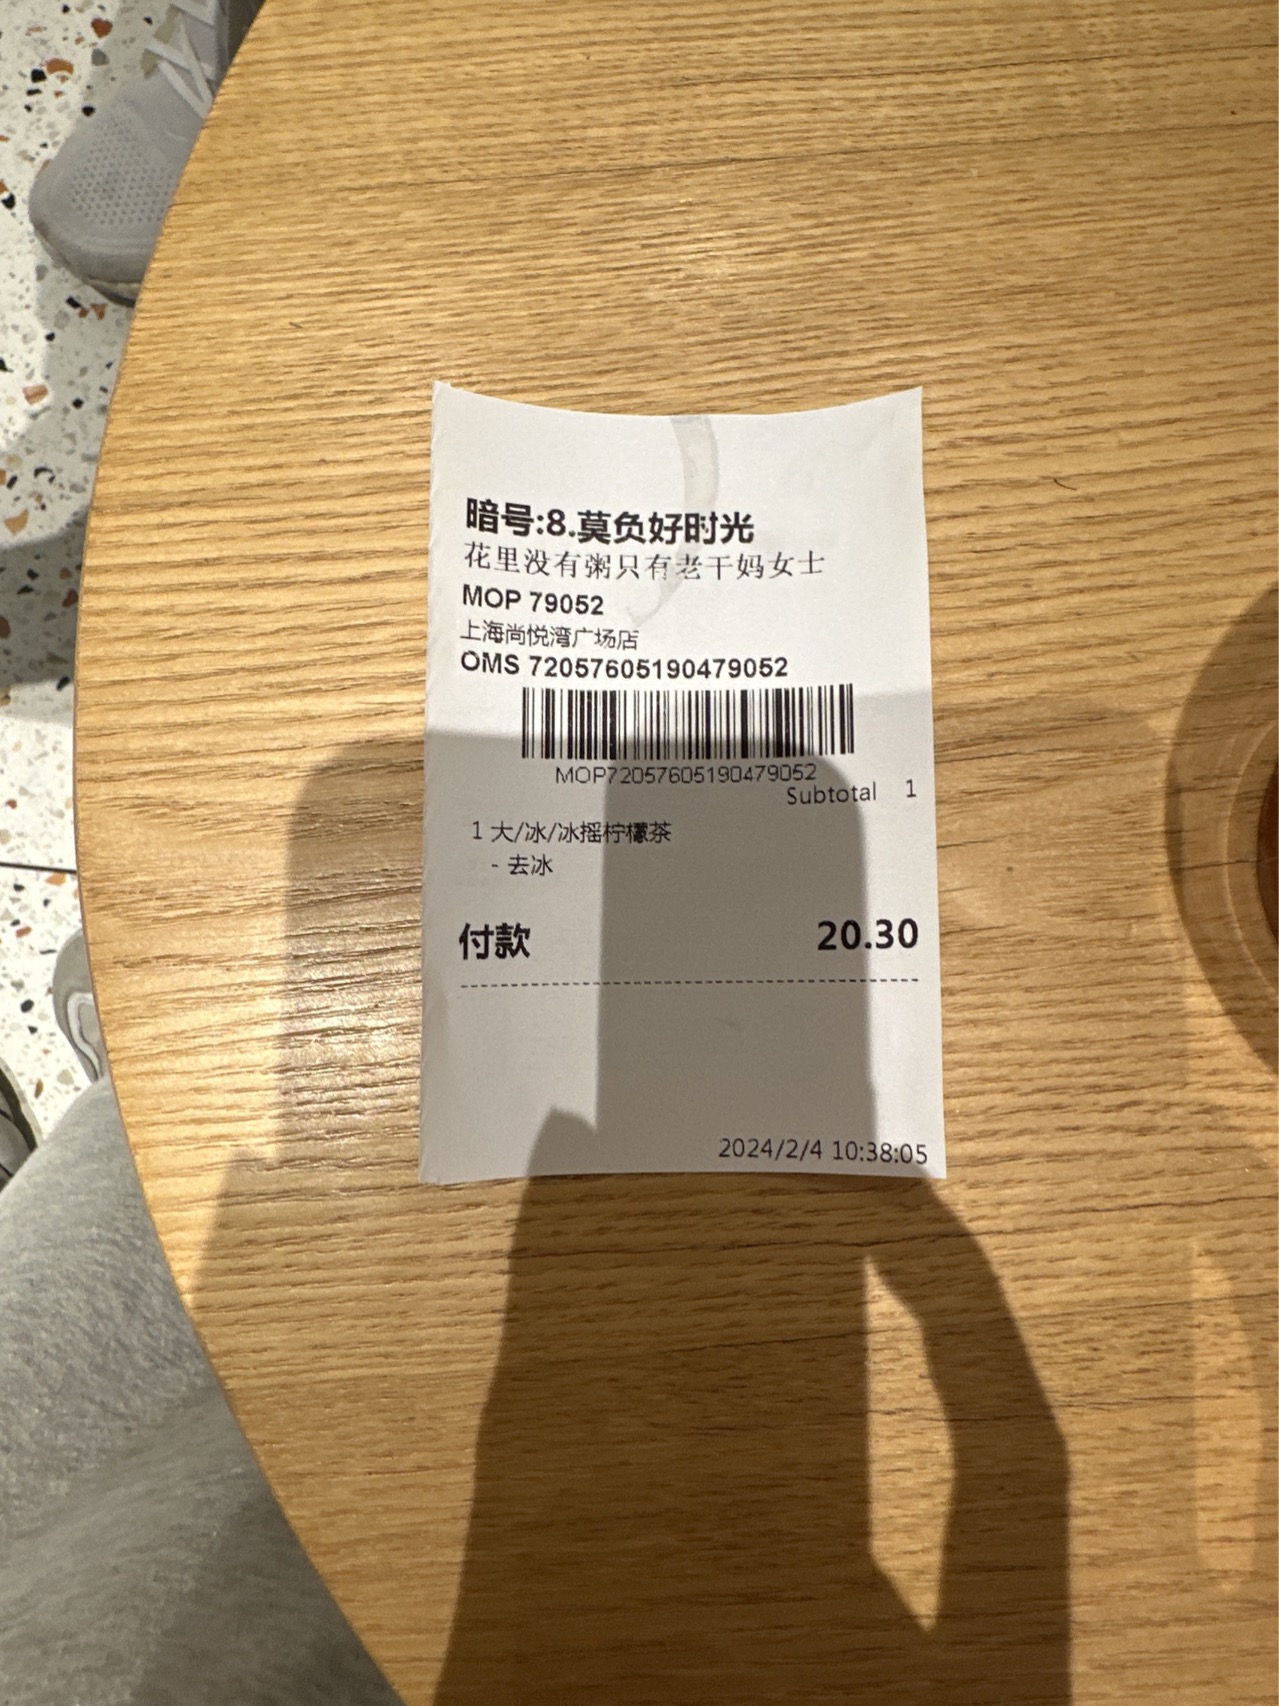 暗号:8.莫负好时光
花里没有粥只有老干妈女士
MOP 79052
上海尚悦湾广场店
OMS 72057605190479052
MOP72057605190479052
Subtotal 1
1 大/冰/冰摇柠檬茶
- 去冰
付款 20.30
2024/2/4 10:38:05